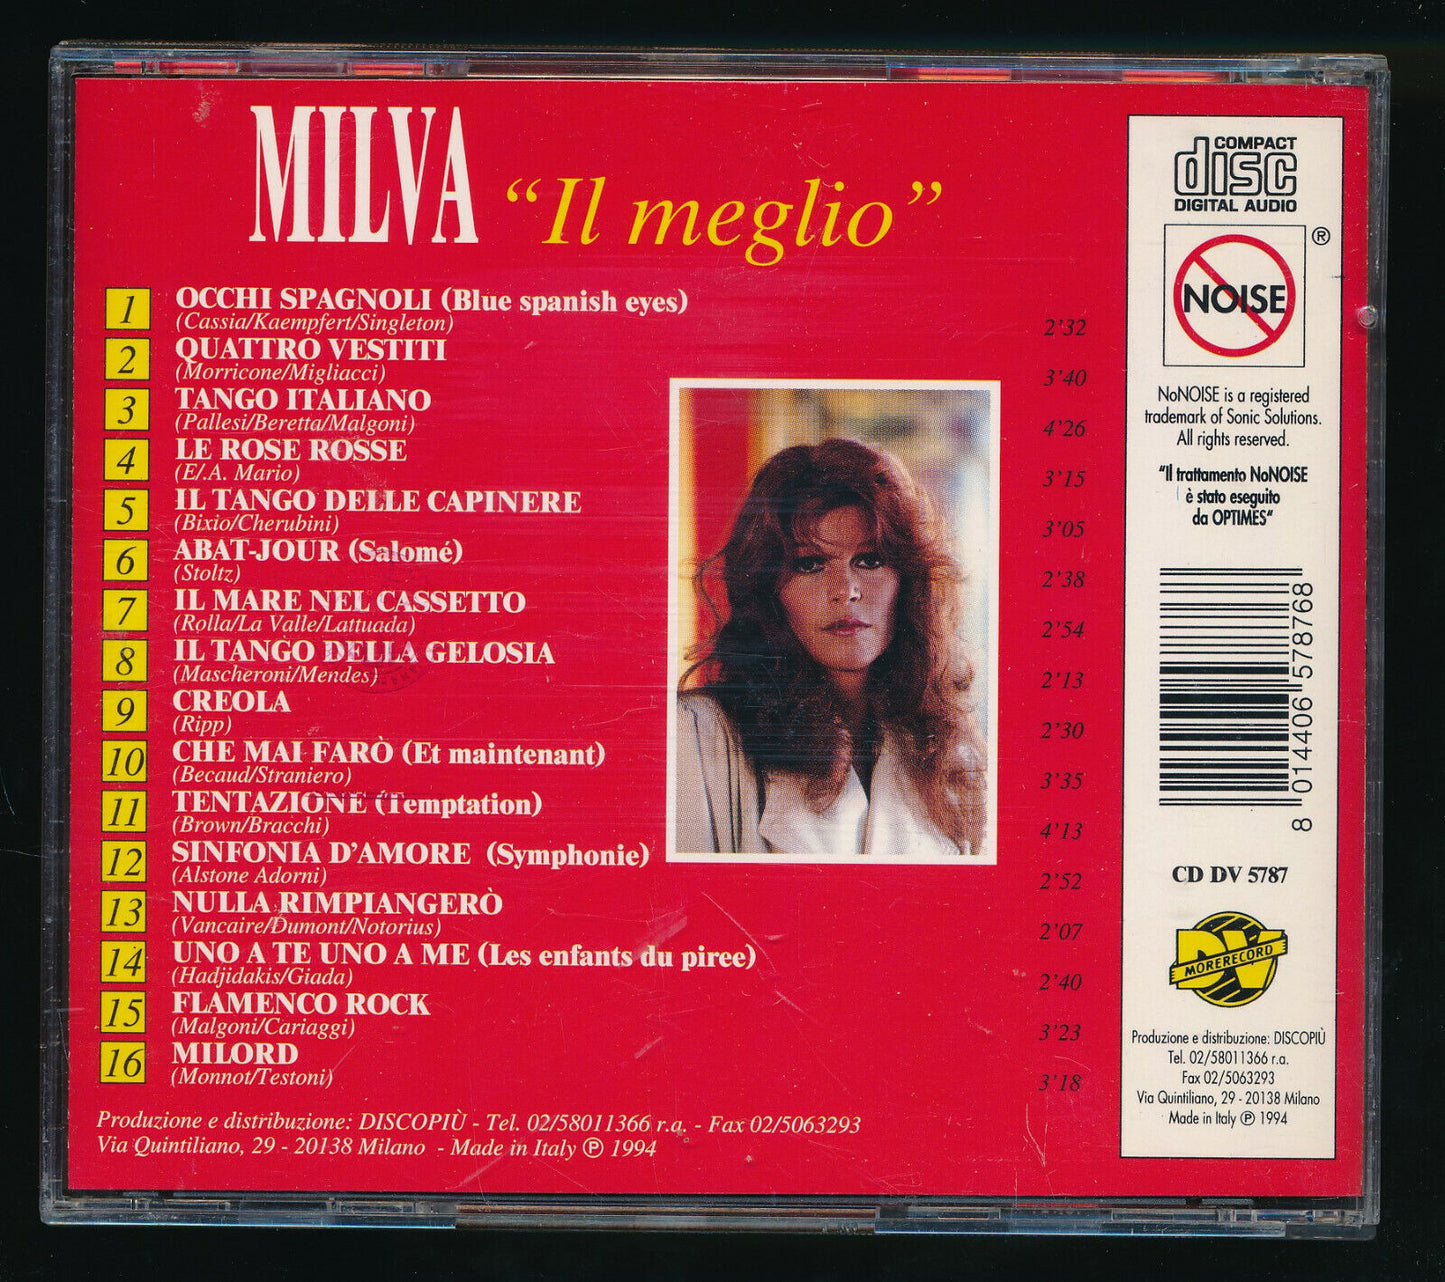 MILVA "Il meglio"
1 OCCHI SPAGNOLI (Blue spanish eyes)
(Cassia/Kaempfert/Singleton) 2'32
2 QUATTRO VESTITI
(Morricone/Migliacci) 3'40
3 TANGO ITALIANO
(Pallesi/Beretta/Malgoni) 4'26
4 LE ROSE ROSSE
(E/.A. Mario) 3'15
5 IL TANGO DELLE CAPINERE
(Bixio/Cherubini) 3'05
6 ABAT-JOUR (Salomé)
(Stoltz) 2'38
7 IL MARE NEL CASSETTO
(Rolla/La Valle/Lattuada) 2'54
8 IL TANGO DELLA GELOSIA
(Mascheroni/Mendes) 2'13
9 CREOLA
(Ripp) 2'30
10 CHE MAI FARÒ (Et maintenant)
(Becaud/Straniero) 3'35
11 TENTAZIONE (Temptation)
(Brown/Bracchi) 4'13
12 SINFONIA D'AMORE (Symphonie)
(Alstone Adorni) 2'52
13 NULLA RIMPIANGERÒ
(Vancaire/Dumont/Notorius) 2'07
14 UNO A TE UNO A ME (Les enfants du piree)
(Hadjidakis/Giada) 2'40
15 FLAMENCO ROCK
(Malgoni/Cariaggi) 3'23
16 MILORD
(Monnot/Testoni) 3'18
Produzione e distribuzione: DISCOPIÙ - Tel. 02/58011366 r.a. - Fax 02/5063293
Via Quintiliano, 29 - 20138 Milano - Made in Italy ℗ 1994
COMPACT
disc
DIGITAL AUDIO
NOISE ®
NoNOISE is a registered
trademark of Sonic Solutions.
All rights reserved.
"Il trattamento NoNOISE
è stato eseguito
da OPTIMES"
8 014406 578768
CD DV 5787
DV
MORERECORD
Produzione e distribuzione: DISCOPIÙ
Tel. 02/58011366 r.a.
Fax 02/5063293
Via Quintiliano, 29 - 20138 Milano
Made in Italy ℗ 1994